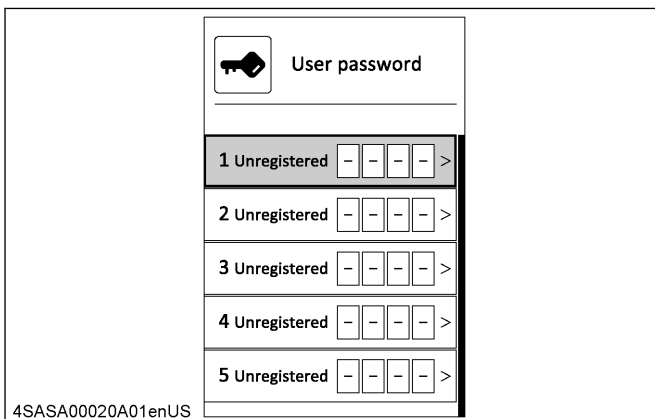 User password
1 Unregistered - - - - >
2 Unregistered - - - - >
3 Unregistered - - - - >
4 Unregistered - - - - >
5 Unregistered - - - - >
4SASA00020A01enUS